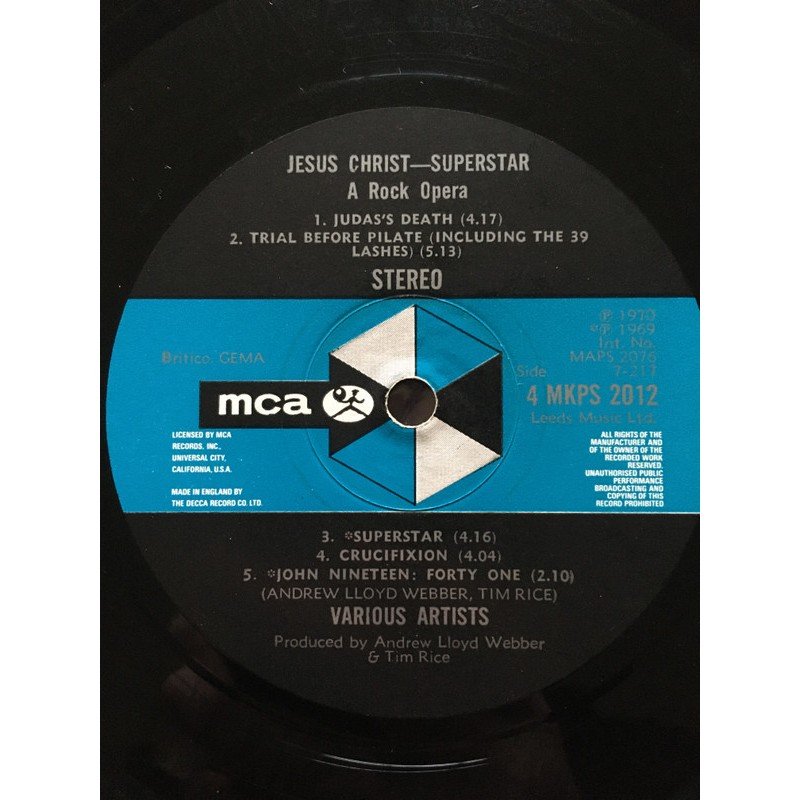 JESUS CHRIST—SUPERSTAR
A Rock Opera
1. JUDAS'S DEATH (4.17)
2. TRIAL BEFORE PILATE (INCLUDING THE 39
LASHES) (5.13)
STEREO
Britico, GEMA
mca
LICENSED BY MCA
RECORDS, INC.,
UNIVERSAL CITY,
CALIFORNIA, U.S.A.
MADE IN ENGLAND BY
THE DECCA RECORD CO. LTD.
℗ 1970
*℗ 1969
Int. No.
MAPS 2076
Side 7-217
4 MKPS 2012
Leeds Music Ltd.
ALL RIGHTS OF THE
MANUFACTURER AND
OF THE OWNER OF THE
RECORDED WORK
RESERVED.
UNAUTHORISED PUBLIC
PERFORMANCE
BROADCASTING AND
COPYING OF THIS
RECORD PROHIBITED
3. *SUPERSTAR (4.16)
4. CRUCIFIXION (4.04)
5. *JOHN NINETEEN: FORTY ONE (2.10)
(ANDREW LLOYD WEBBER, TIM RICE)
VARIOUS ARTISTS
Produced by Andrew Lloyd Webber
& Tim Rice